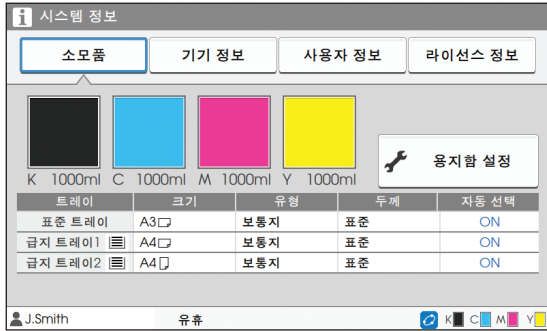 i 시스템 정보
소모품 기기 정보 사용자 정보 라이선스 정보
K 1000ml C 1000ml M 1000ml Y 1000ml
용지함 설정
트레이 크기 유형 두께 자동 선택
표준 트레이 A3 보통지 표준 ON
급지 트레이1 A4 보통지 표준 ON
급지 트레이2 A4 보통지 표준 ON
J.Smith 유휴 K C M Y